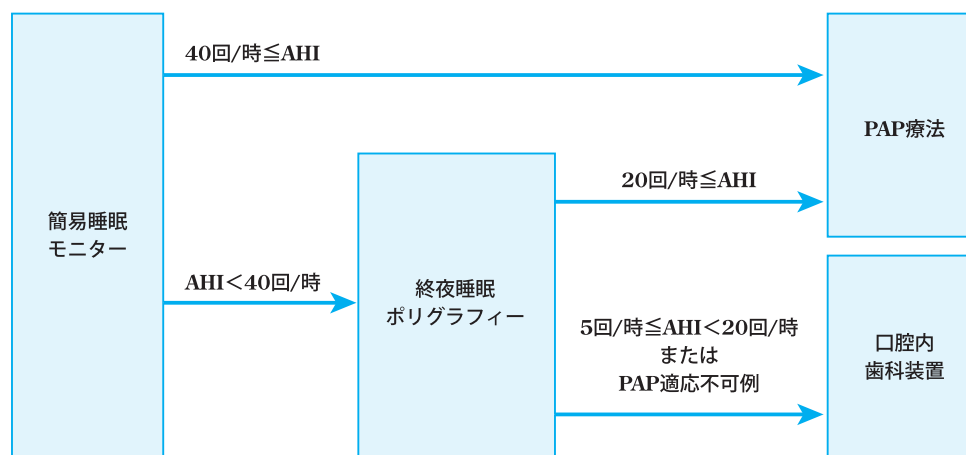 40回/時≦AHI
PAP療法
20回/時≦AHI
簡易睡眠
モニター
AHI＜40回/時
終夜睡眠
ポリグラフィー
5回/時≦AHI＜20回/時
または
PAP適応不可例
口腔内
歯科装置